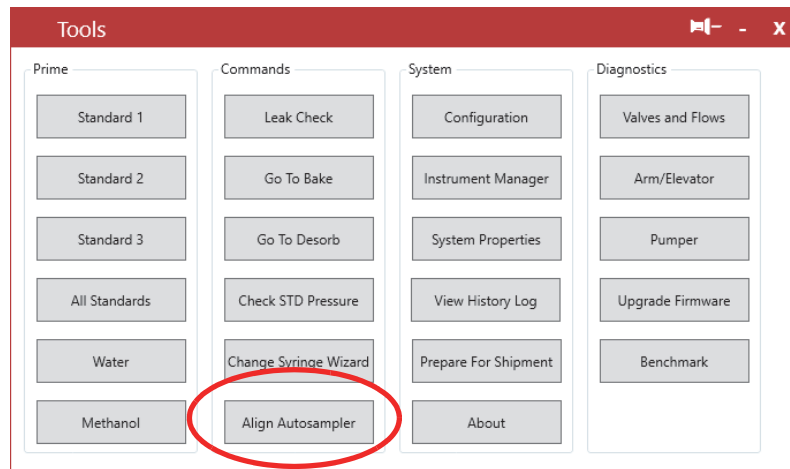 Tools
X
Prime
Standard 1
Standard 2
Standard 3
All Standards
Water
Methanol
Commands
Leak Check
Go To Bake
Go To Desorb
Check STD Pressure
Change Syringe Wizard
Align Autosampler
System
Configuration
Instrument Manager
System Properties
View History Log
Prepare For Shipment
About
Diagnostics
Valves and Flows
Arm/Elevator
Pumper
Upgrade Firmware
Benchmark